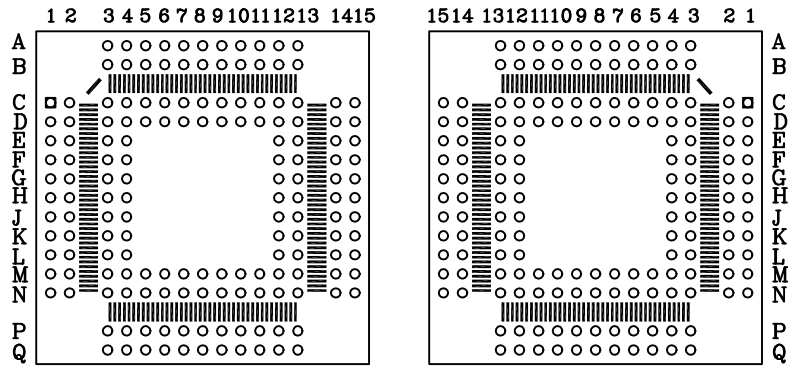 1 2 3 4 5 6 7 8 9 10 11 12 13 14 15
15 14 13 12 11 10 9 8 7 6 5 4 3 2 1
A A
B B
C C
D D
E E
F F
G G
H H
J J
K K
L L
M M
N N
P P
Q Q